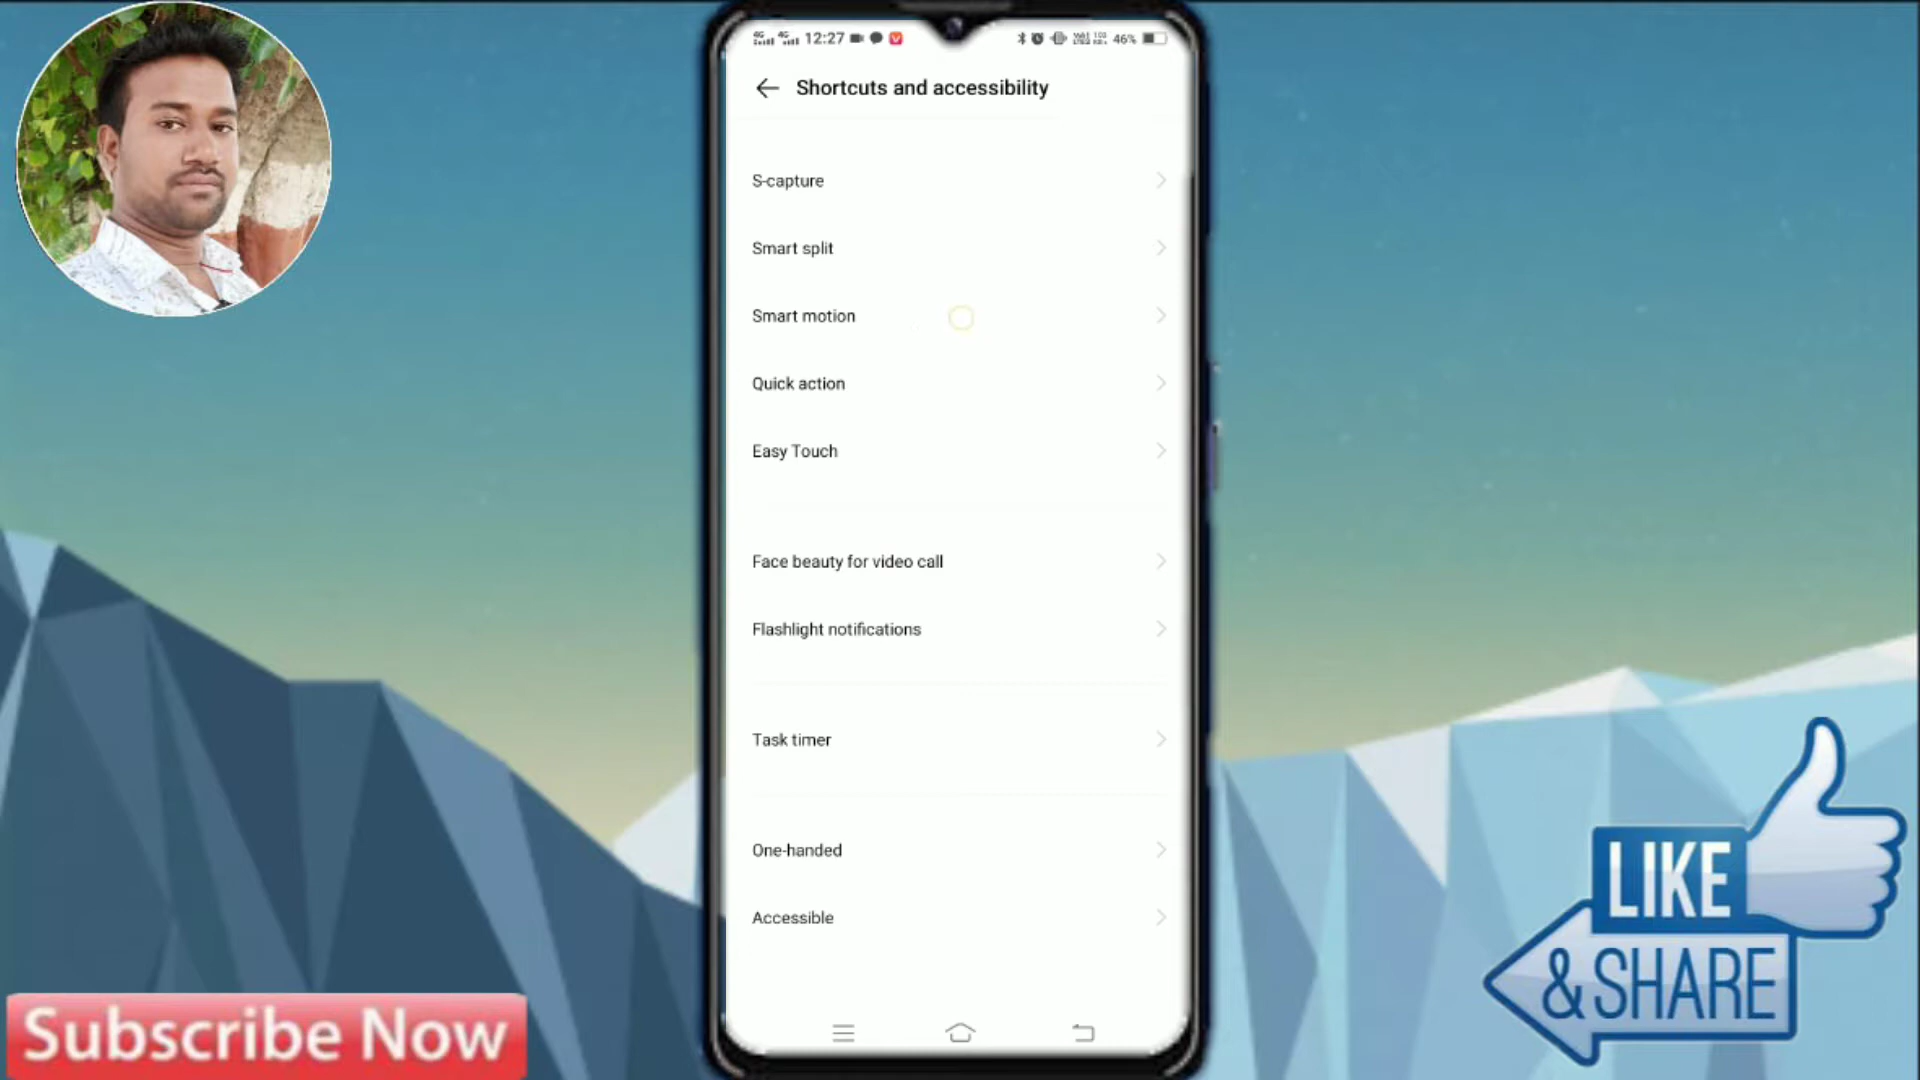 12:27
46%
Shortcuts and accessibility
S-capture
Smart split
Smart motion
Quick action
Easy Touch
Face beauty for video call
Flashlight notifications
Task timer
One-handed
Accessible
Subscribe Now
LIKE
& SHARE